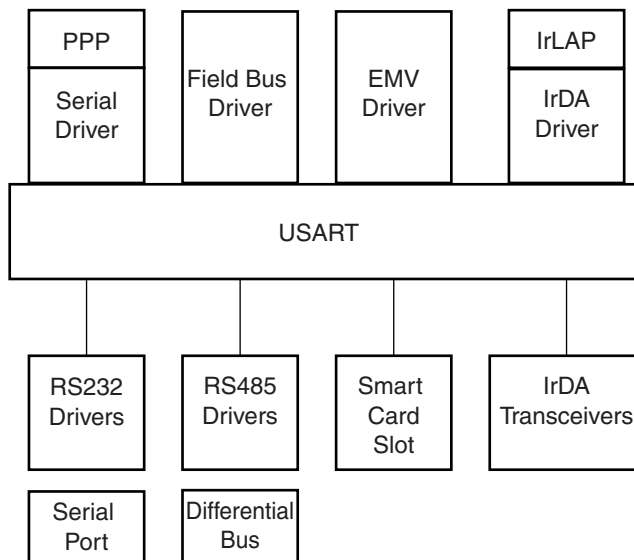 PPP
Serial
Driver
Field Bus
Driver
EMV
Driver
IrLAP
IrDA
Driver
USART
RS232
Drivers
RS485
Drivers
Smart
Card
Slot
IrDA
Transceivers
Serial
Port
Differential
Bus